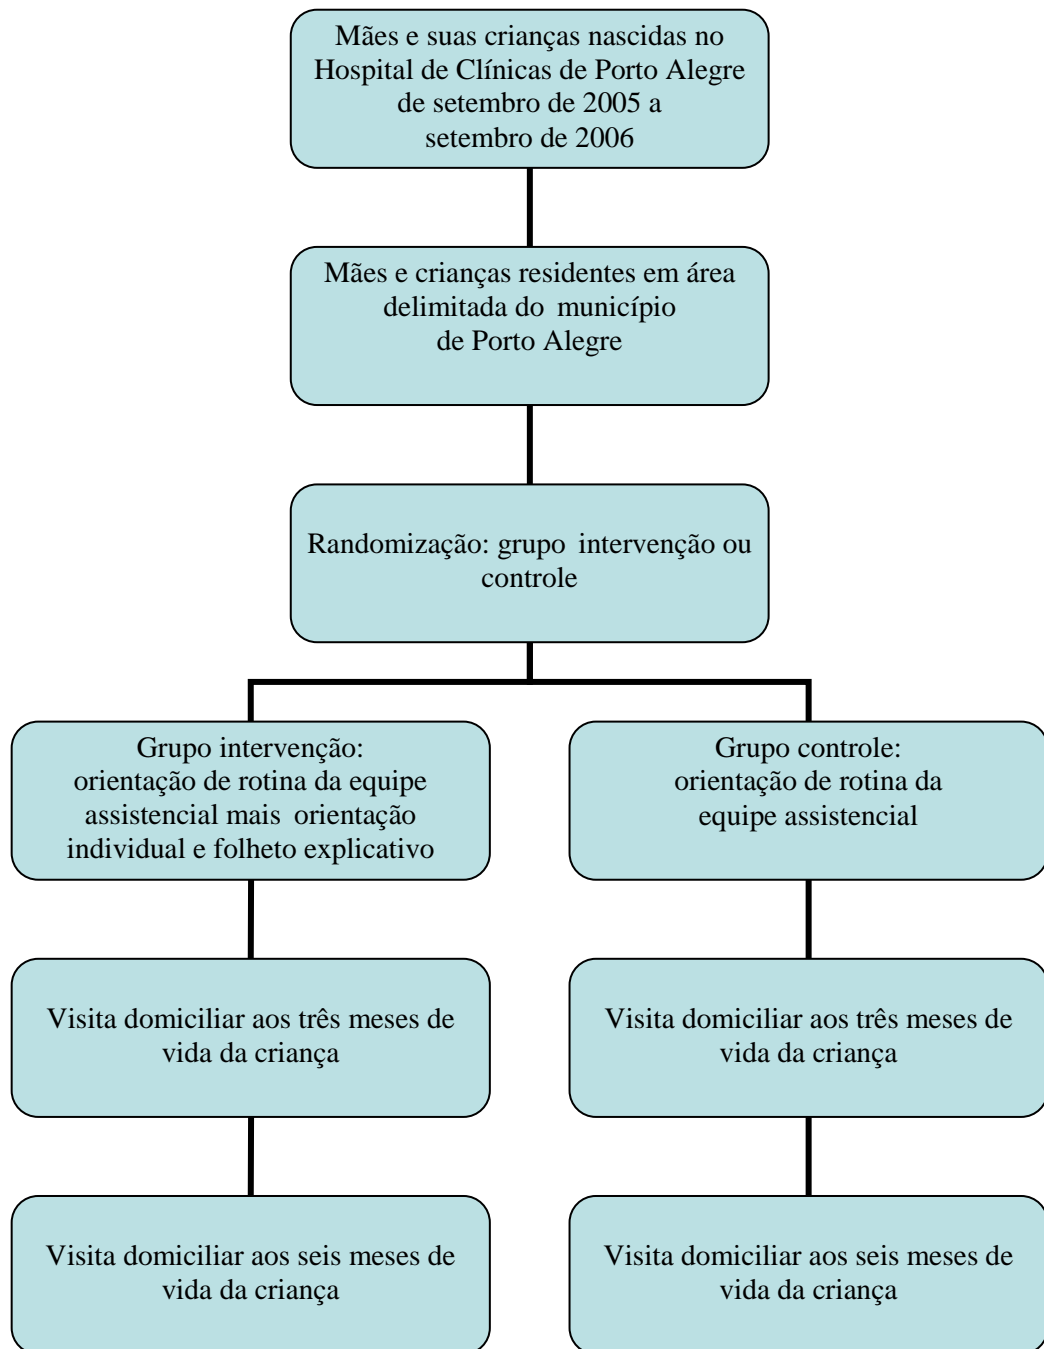 Mães e suas crianças nascidas no
Hospital de Clínicas de Porto Alegre
de setembro de 2005 a
setembro de 2006
Mães e crianças residentes em área
delimitada do município
de Porto Alegre
Randomização: grupo intervenção ou
controle
Grupo intervenção:
orientação de rotina da equipe
assistencial mais orientação
individual e folheto explicativo
Grupo controle:
orientação de rotina da
equipe assistencial
Visita domiciliar aos três meses de
vida da criança
Visita domiciliar aos três meses de
vida da criança
Visita domiciliar aos seis meses de
vida da criança
Visita domiciliar aos seis meses de
vida da criança